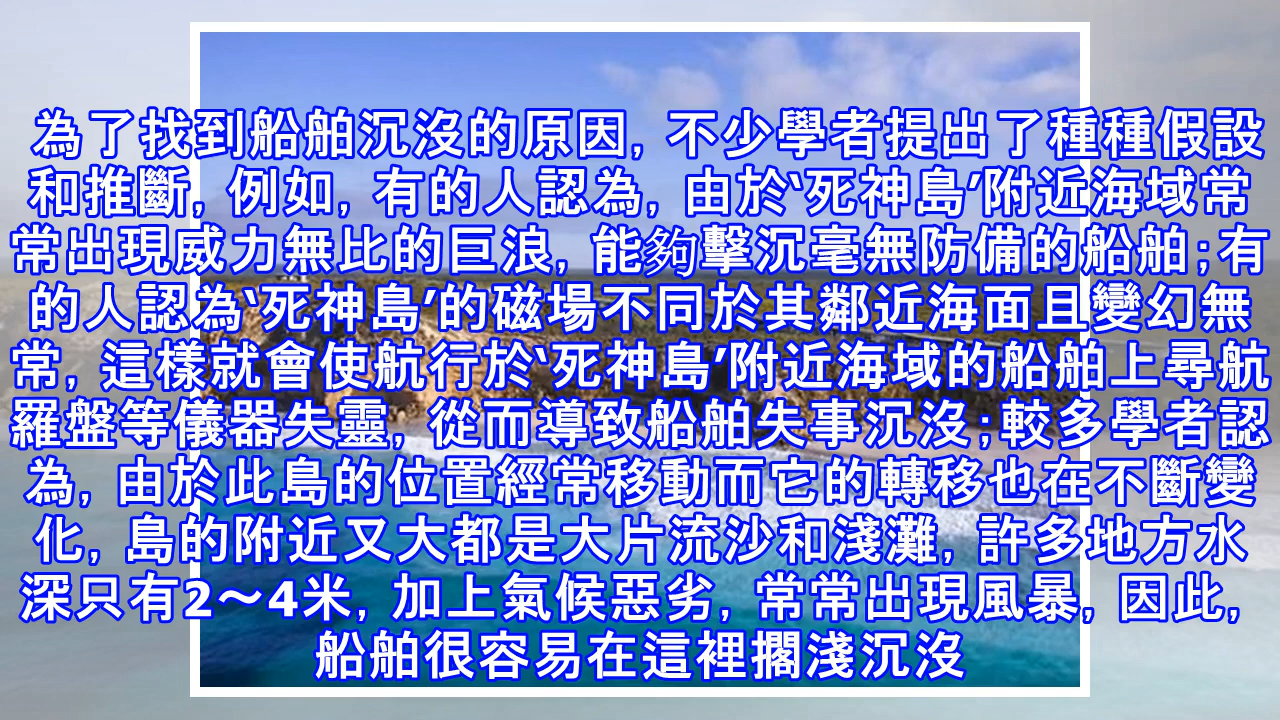 為了找到船舶沉沒的原因, 不少學者提出了種種假設
和推斷, 例如, 有的人認為, 由於‘死神島’附近海域常
常出現威力無比的巨浪, 能夠擊沉毫無防備的船舶;有
的人認為‘死神島’的磁場不同於其鄰近海面且變幻無
常, 這樣就會使航行於‘死神島’附近海域的船舶上尋航
羅盤等儀器失靈, 從而導致船舶失事沉沒;較多學者認
為, 由於此島的位置經常移動而它的轉移也在不斷變
化, 島的附近又大都是大片流沙和淺灘, 許多地方水
深只有2～4米, 加上氣候惡劣, 常常出現風暴, 因此,
船舶很容易在這裡擱淺沉沒